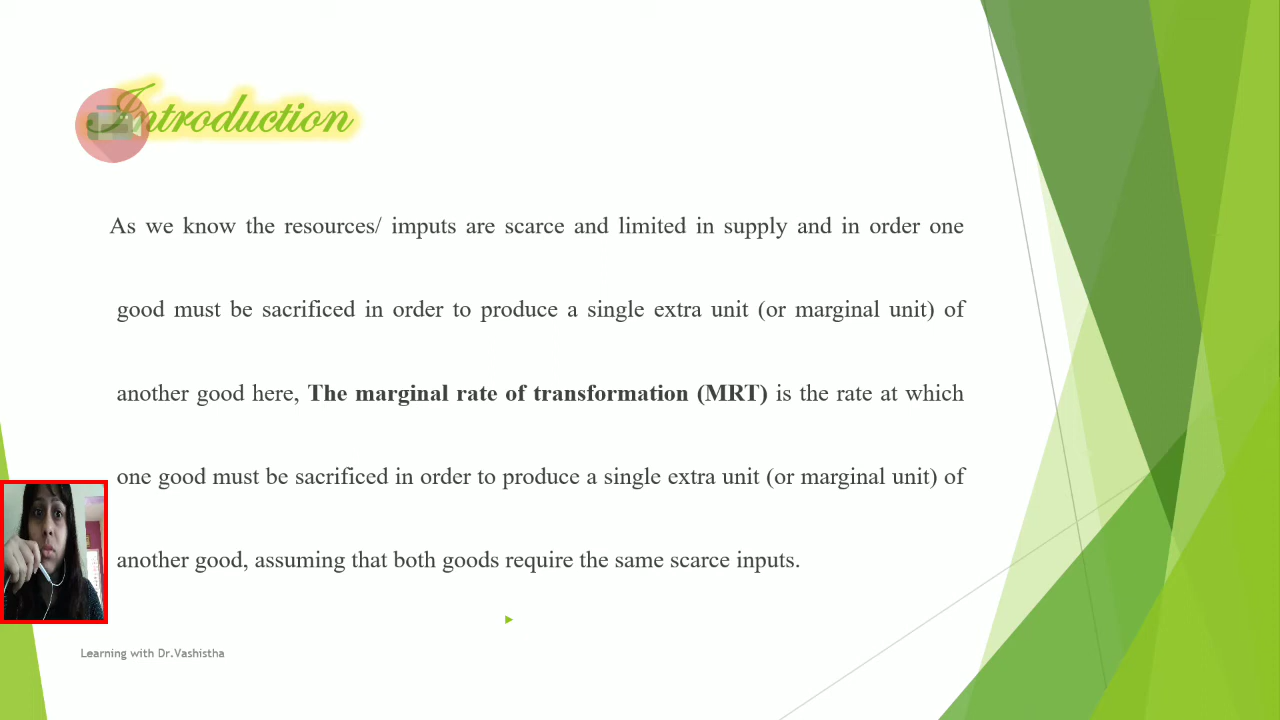 Introduction
As we know the resources/ imputs are scarce and limited in supply and in order one
good must be sacrificed in order to produce a single extra unit (or marginal unit) of
another good here, The marginal rate of transformation (MRT) is the rate at which
one good must be sacrificed in order to produce a single extra unit (or marginal unit) of
another good, assuming that both goods require the same scarce inputs.
Learning with Dr.Vashistha